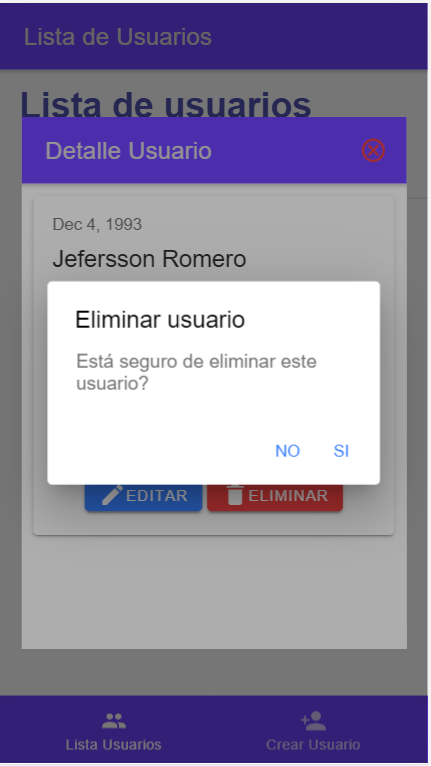 Lista de Usuarios
Lista de usuarios
Detalle Usuario
Dec 4, 1993
Jefersson Romero
Eliminar usuario
Está seguro de eliminar este
usuario?
NO SI
EDITAR ELIMINAR
Lista Usuarios Crear Usuario